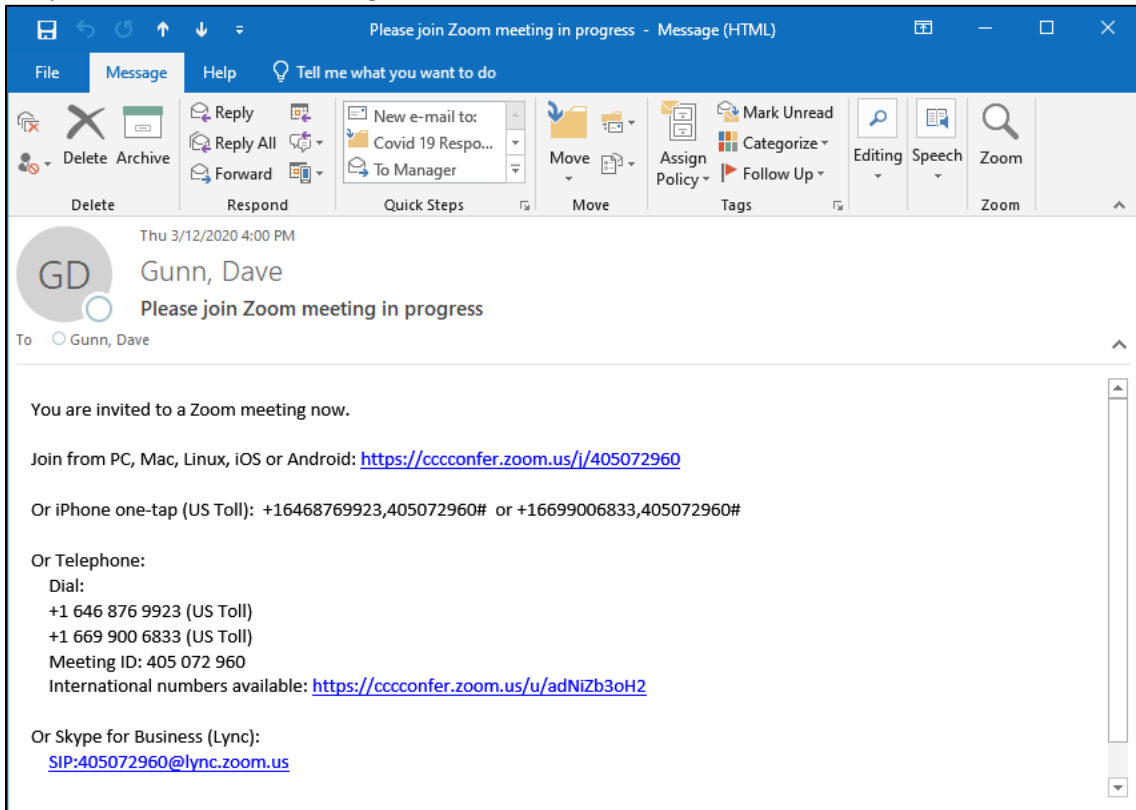 Please join Zoom meeting in progress - Message (HTML)
File Message Help Tell me what you want to do
Delete Archive
Reply
Reply All
Forward
New e-mail to:
Covid 19 Respo...
To Manager
Move
Assign Policy
Mark Unread
Categorize
Follow Up
Editing
Speech
Zoom
Delete Respond Quick Steps Move Tags Zoom
Thu 3/12/2020 4:00 PM
GD
Gunn, Dave
Please join Zoom meeting in progress
To Gunn, Dave
You are invited to a Zoom meeting now.
Join from PC, Mac, Linux, iOS or Android: https://cccconfer.zoom.us/j/405072960
Or iPhone one-tap (US Toll): +16468769923,405072960# or +16699006833,405072960#
Or Telephone:
Dial:
+1 646 876 9923 (US Toll)
+1 669 900 6833 (US Toll)
Meeting ID: 405 072 960
International numbers available: https://cccconfer.zoom.us/u/adNiZb3oH2
Or Skype for Business (Lync):
SIP:405072960@lync.zoom.us